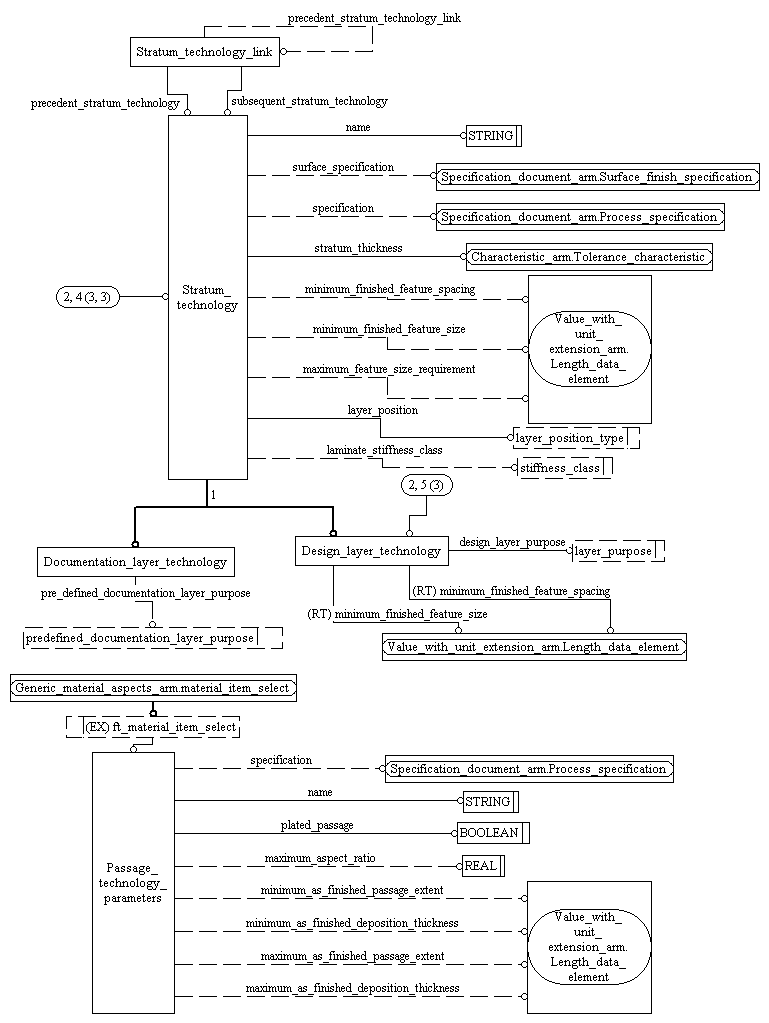 precedent_stratum_technology_link
Stratum_technology_link
precedent_stratum_technology
subsequent_stratum_technology
name
STRING
surface_specification
Specification_document_arm.Surface_finish_specification
specification
Specification_document_arm.Process_specification
stratum_thickness
Characteristic_arm.Tolerance_characteristic
2, 4 (3, 3)
Stratum_
technology
minimum_finished_feature_spacing
minimum_finished_feature_size
maximum_feature_size_requirement
Value_with_
unit_
extension_arm.
Length_data_
element
layer_position
layer_position_type
laminate_stiffness_class
stiffness_class
1
2, 5 (3)
Documentation_layer_technology
Design_layer_technology
design_layer_purpose
layer_purpose
pre_defined_documentation_layer_purpose
(RT) minimum_finished_feature_spacing
(RT) minimum_finished_feature_size
predefined_documentation_layer_purpose
Value_with_unit_extension_arm.Length_data_element
Generic_material_aspects_arm.material_item_select
(EX) ft_material_item_select
specification
Specification_document_arm.Process_specification
name
STRING
plated_passage
BOOLEAN
maximum_aspect_ratio
REAL
Passage_
technology_
parameters
minimum_as_finished_passage_extent
minimum_as_finished_deposition_thickness
maximum_as_finished_passage_extent
maximum_as_finished_deposition_thickness
Value_with_
unit_
extension_arm.
Length_data_
element